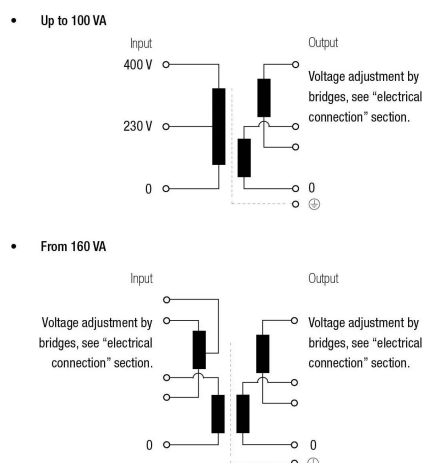 • Up to 100 VA
Input
Output
400 V
Voltage adjustment by
bridges, see “electrical
connection” section.
230 V
0
0
• From 160 VA
Input
Output
Voltage adjustment by
bridges, see “electrical
connection” section.
Voltage adjustment by
bridges, see “electrical
connection” section.
0
0